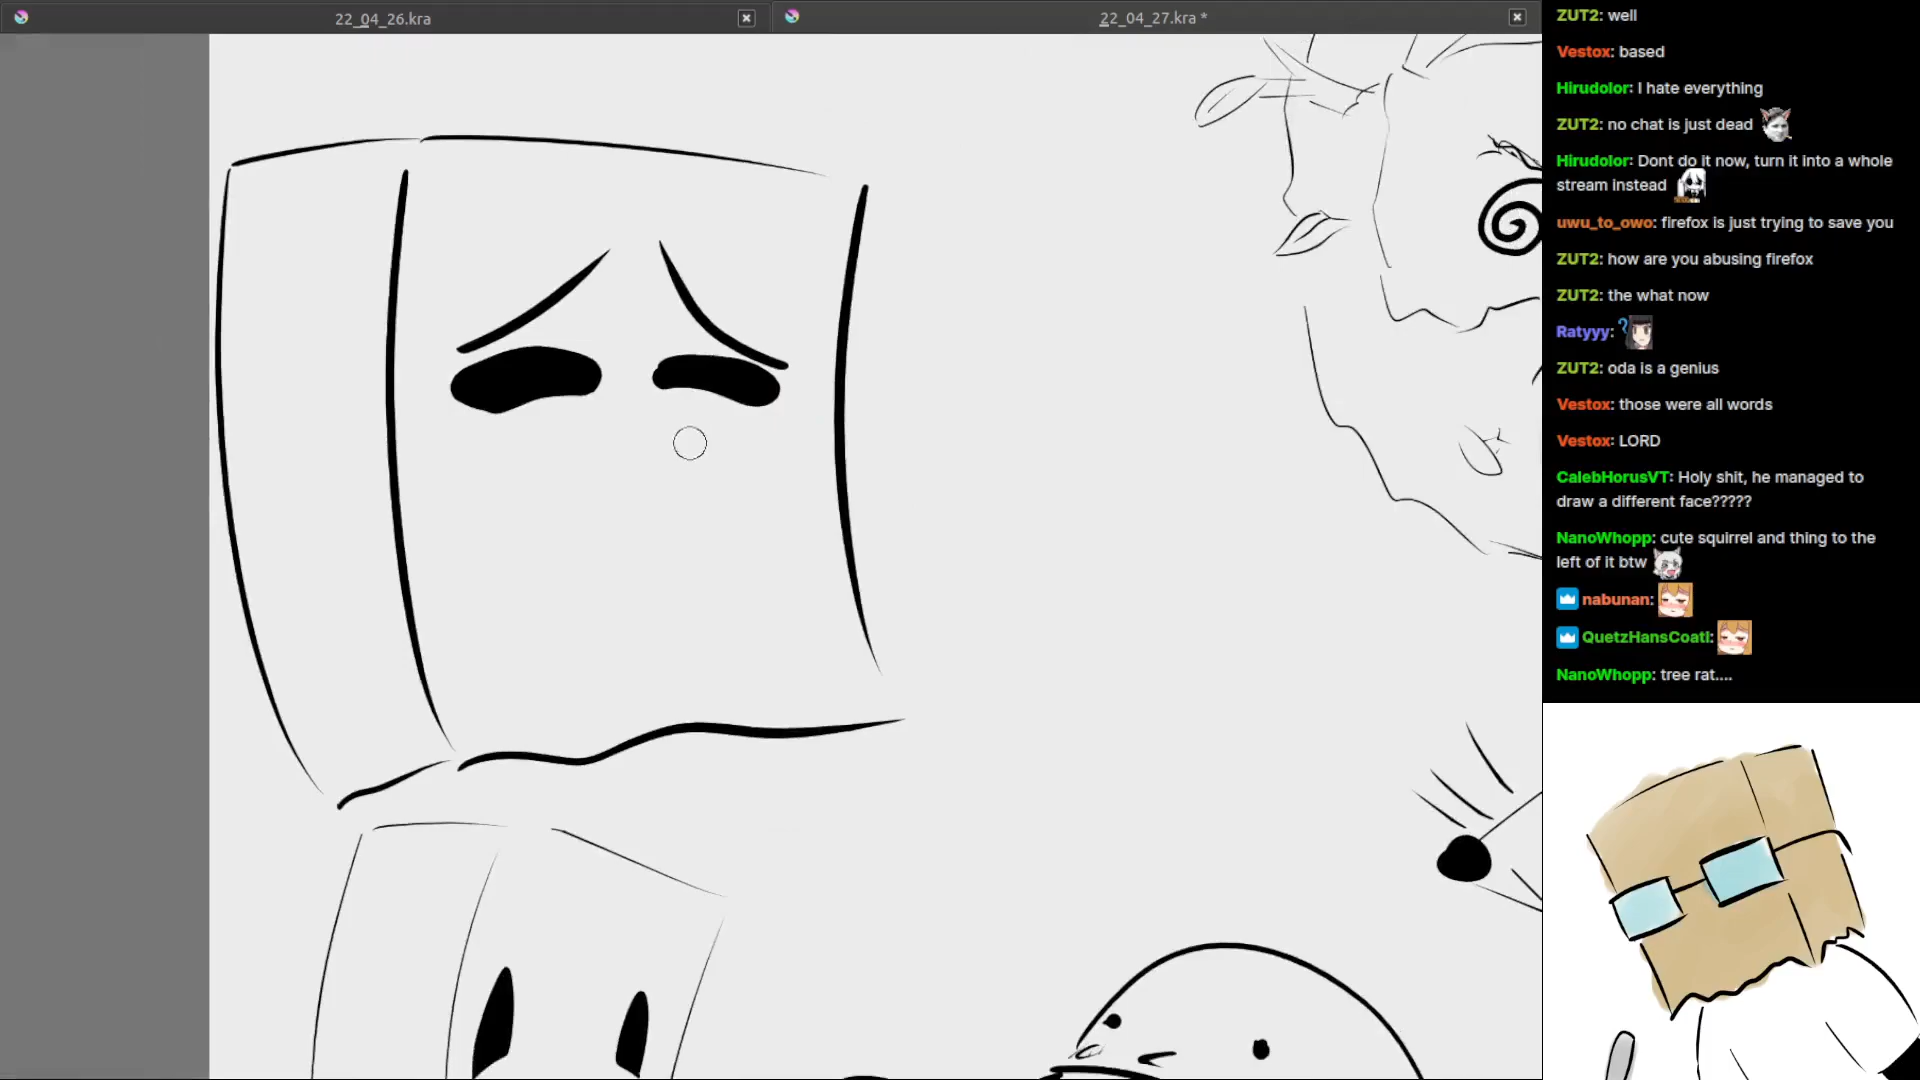 22_04_26.kra
22_04_27.kra *
ZUT2: well
Vestox: based
Hirudolor: I hate everything
ZUT2: no chat is just dead
Hirudolor: Dont do it now, turn it into a whole
stream instead
uwu_to_owo: firefox is just trying to save you
ZUT2: how are you abusing firefox
ZUT2: the what now
Ratyyy: ?
ZUT2: oda is a genius
Vestox: those were all words
Vestox: LORD
CalebHorusVT: Holy shit, he managed to
draw a different face?????
NanoWhopp: cute squirrel and thing to the
left of it btw
nabunan:
QuetzHansCoatl:
NanoWhopp: tree rat....